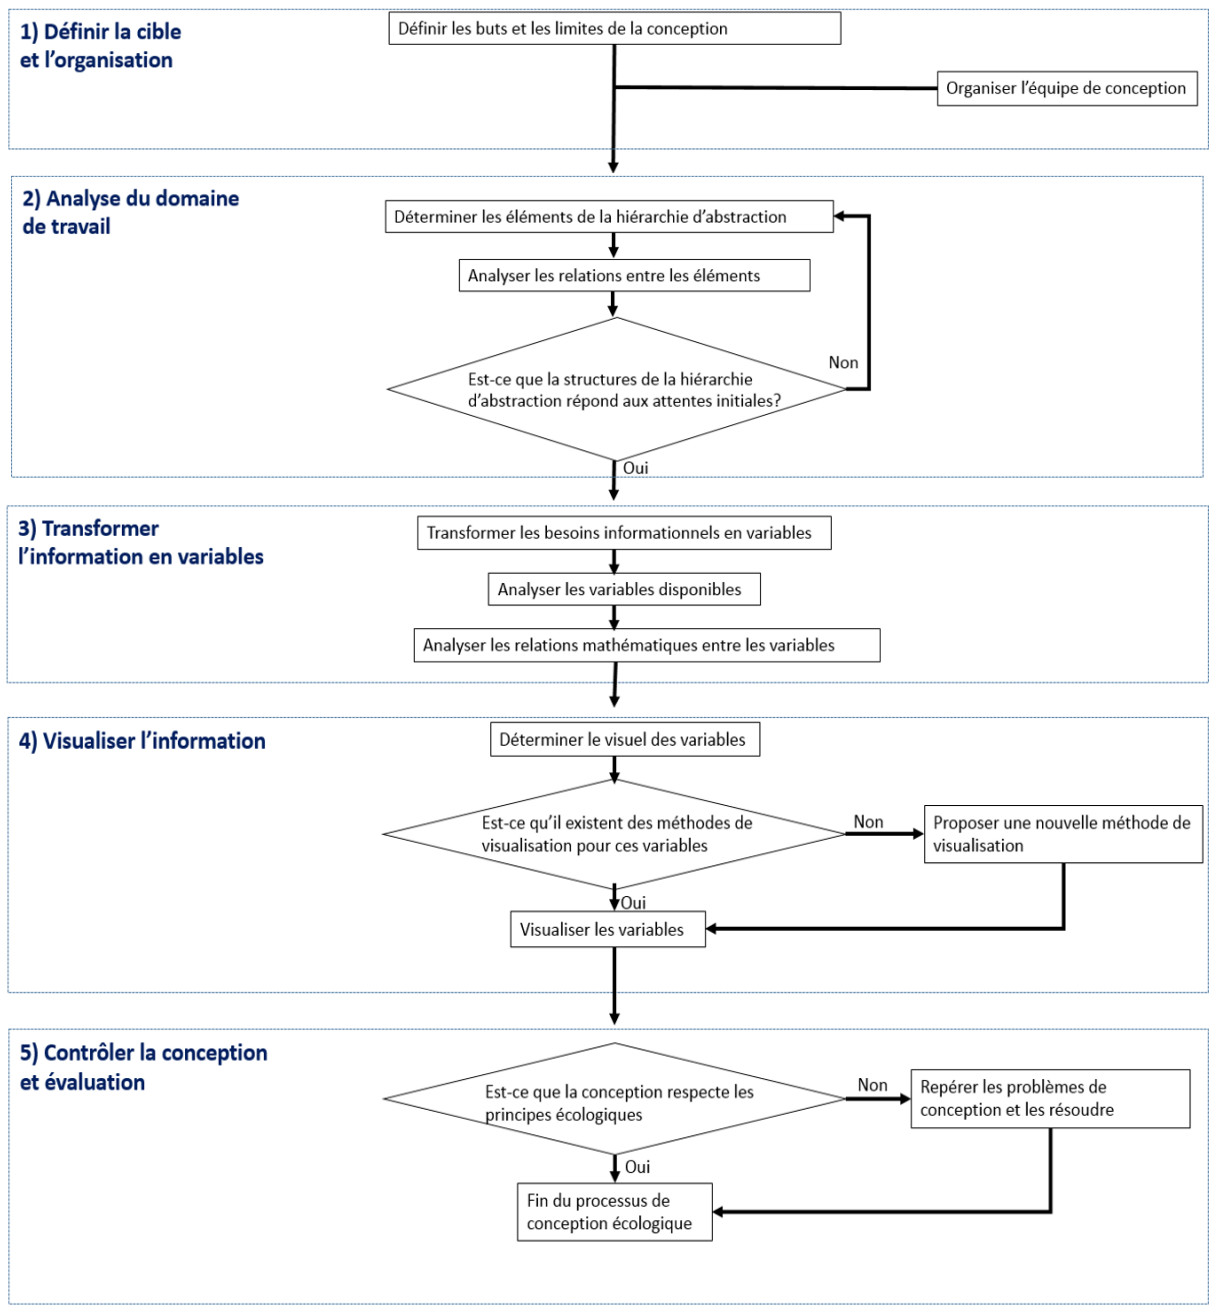 1) Définir la cible
et l’organisation
Définir les buts et les limites de la conception
Organiser l’équipe de conception
2) Analyse du domaine
de travail
Déterminer les éléments de la hiérarchie d’abstraction
Analyser les relations entre les éléments
Non
Est-ce que la structures de la hiérarchie
d’abstraction répond aux attentes initiales?
Oui
3) Transformer
l’information en variables
Transformer les besoins informationnels en variables
Analyser les variables disponibles
Analyser les relations mathématiques entre les variables
4) Visualiser l’information
Déterminer le visuel des variables
Est-ce qu’il existent des méthodes de
visualisation pour ces variables
Non
Proposer une nouvelle méthode de
visualisation
Oui
Visualiser les variables
5) Contrôler la conception
et évaluation
Est-ce que la conception respecte les
principes écologiques
Non
Repérer les problèmes de
conception et les résoudre
Oui
Fin du processus de
conception écologique